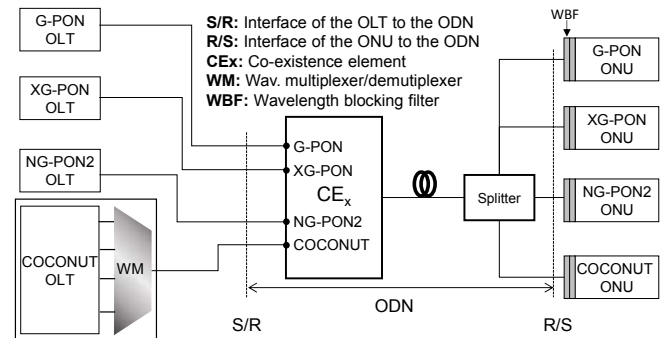 G-PON
OLT
XG-PON
OLT
NG-PON2
OLT
COCONUT
OLT
WM
S/R: Interface of the OLT to the ODN
R/S: Interface of the ONU to the ODN
CEx: Co-existence element
WM: Wav. multiplexer/demutiplexer
WBF: Wavelength blocking filter
G-PON
XG-PON
CEx
NG-PON2
COCONUT
Splitter
WBF
G-PON
ONU
XG-PON
ONU
NG-PON2
ONU
COCONUT
ONU
ODN
S/R
R/S